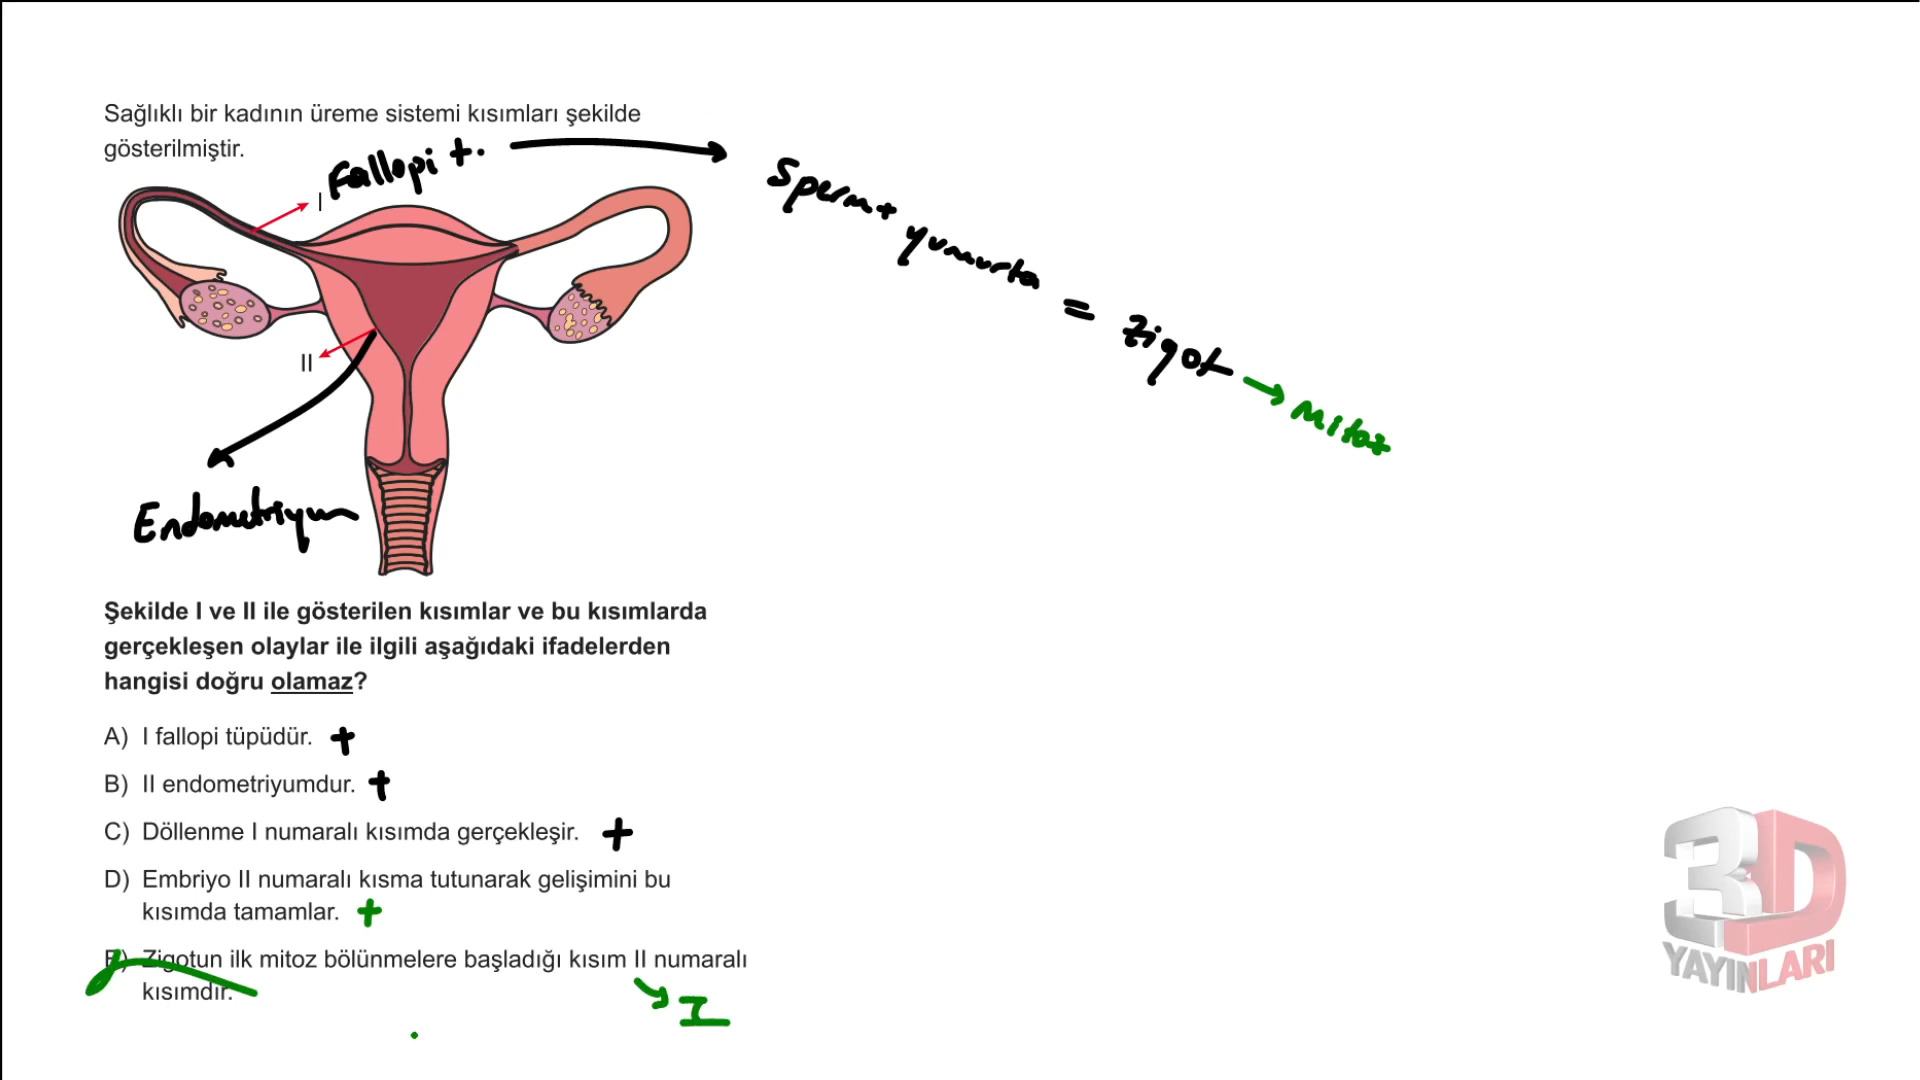 Sağlıklı bir kadının üreme sistemi kısımları şekilde
gösterilmiştir.
Fallopi t.
I
Sperm + yumurta = zigot → Mitoz
II
Endometriyum
Şekilde I ve II ile gösterilen kısımlar ve bu kısımlarda
gerçekleşen olaylar ile ilgili aşağıdaki ifadelerden
hangisi doğru olamaz?
A) I fallopi tüpüdür. +
B) II endometriyumdur. +
C) Döllenme I numaralı kısımda gerçekleşir. +
D) Embriyo II numaralı kısma tutunarak gelişimini bu
kısımda tamamlar. +
E) Zigotun ilk mitoz bölünmelere başladığı kısım II numaralı
kısımdır.
I
3D
YAYINLARI